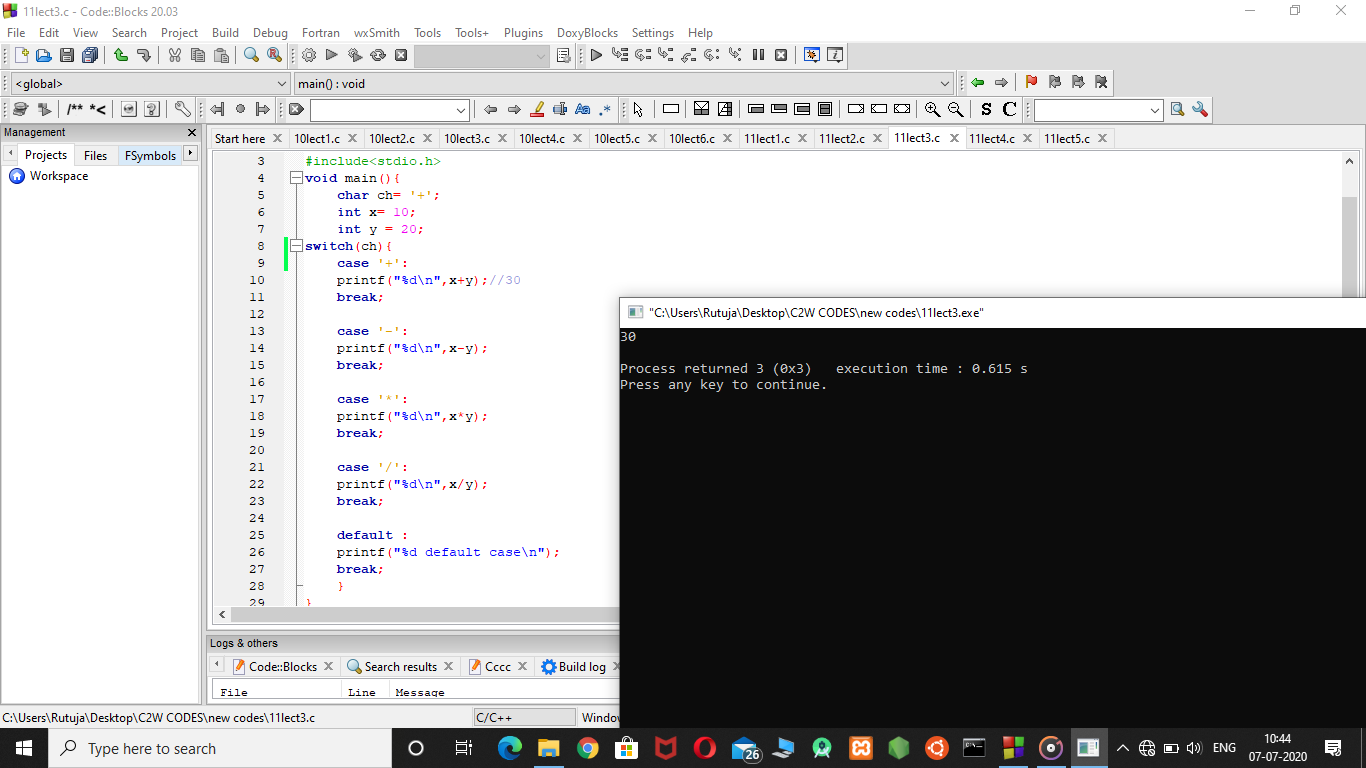 11lect3.c - Code::Blocks 20.03
File Edit View Search Project Build Debug Fortran wxSmith Tools Tools+ Plugins DoxyBlocks Settings Help
<global> main() : void
/** *< Aa .* S C
Management
Projects Files FSymbols
Workspace
Start here 10lect1.c 10lect2.c 10lect3.c 10lect4.c 10lect5.c 10lect6.c 11lect1.c 11lect2.c 11lect3.c 11lect4.c 11lect5.c
3 #include<stdio.h>
4 void main(){
5 char ch= '+';
6 int x= 10;
7 int y = 20;
8 switch(ch){
9 case '+':
10 printf("%d\n",x+y);//30
11 break;
12
13 case '-':
14 printf("%d\n",x-y);
15 break;
16
17 case '*':
18 printf("%d\n",x*y);
19 break;
20
21 case '/':
22 printf("%d\n",x/y);
23 break;
24
25 default :
26 printf("%d default case\n");
27 break;
28 }
29 }
"C:\Users\Rutuja\Desktop\C2W CODES\new codes\11lect3.exe"
30
Process returned 3 (0x3) execution time : 0.615 s
Press any key to continue.
Logs & others
Code::Blocks Search results Cccc Build log
File Line Message
C:\Users\Rutuja\Desktop\C2W CODES\new codes\11lect3.c C/C++ Windo
Type here to search
26
ENG
10:44
07-07-2020